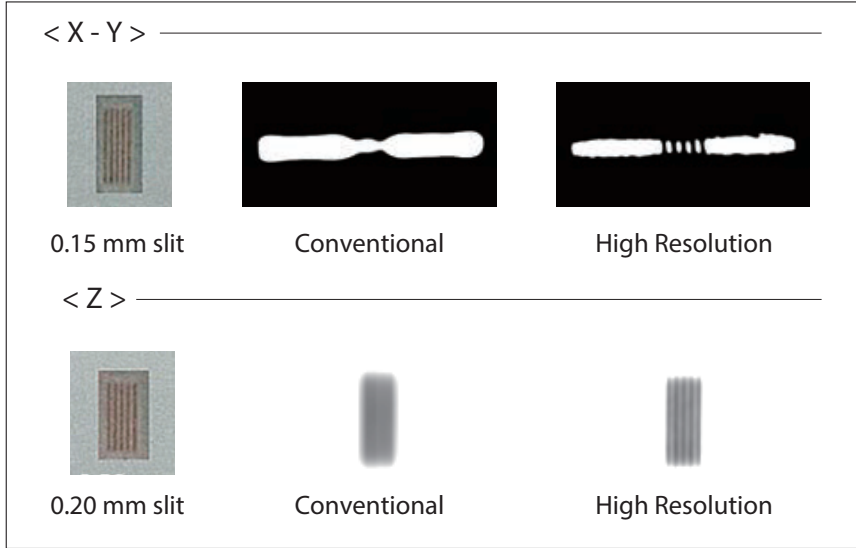 < X - Y >
0.15 mm slit Conventional High Resolution
< Z >
0.20 mm slit Conventional High Resolution